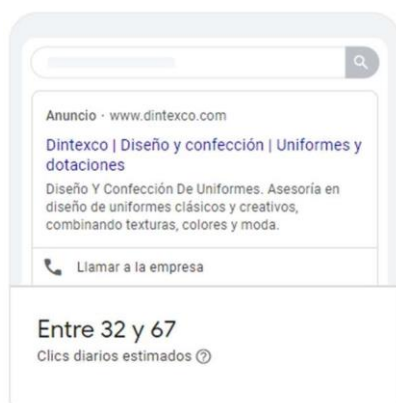 Anuncio · www.dintexco.com
Dintexco | Diseño y confección | Uniformes y
dotaciones
Diseño Y Confección De Uniformes. Asesoría en
diseño de uniformes clásicos y creativos,
combinando texturas, colores y moda.
Llamar a la empresa
Entre 32 y 67
Clics diarios estimados